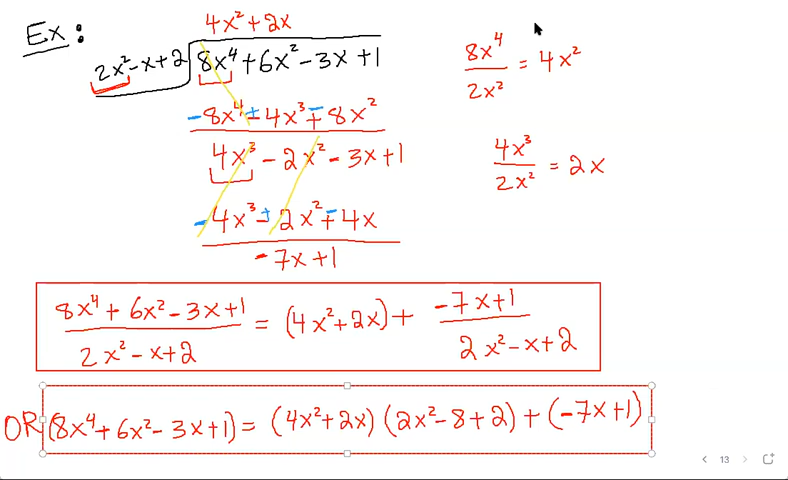 Ex:
4x² + 2x
2x² - x + 2 | 8x⁴ + 6x² - 3x + 1
- 8x⁴ +- 4x³ -+ 8x²
4x³ - 2x² - 3x + 1
- 4x³ +- 2x² -+ 4x
- 7x + 1
8x⁴/2x² = 4x²
4x³/2x² = 2x
(8x⁴ + 6x² - 3x + 1)/(2x² - x + 2) = (4x² + 2x) + (-7x + 1)/(2x² - x + 2)
OR (8x⁴ + 6x² - 3x + 1) = (4x² + 2x) (2x² - 8 + 2) + (-7x + 1)
< 13 >